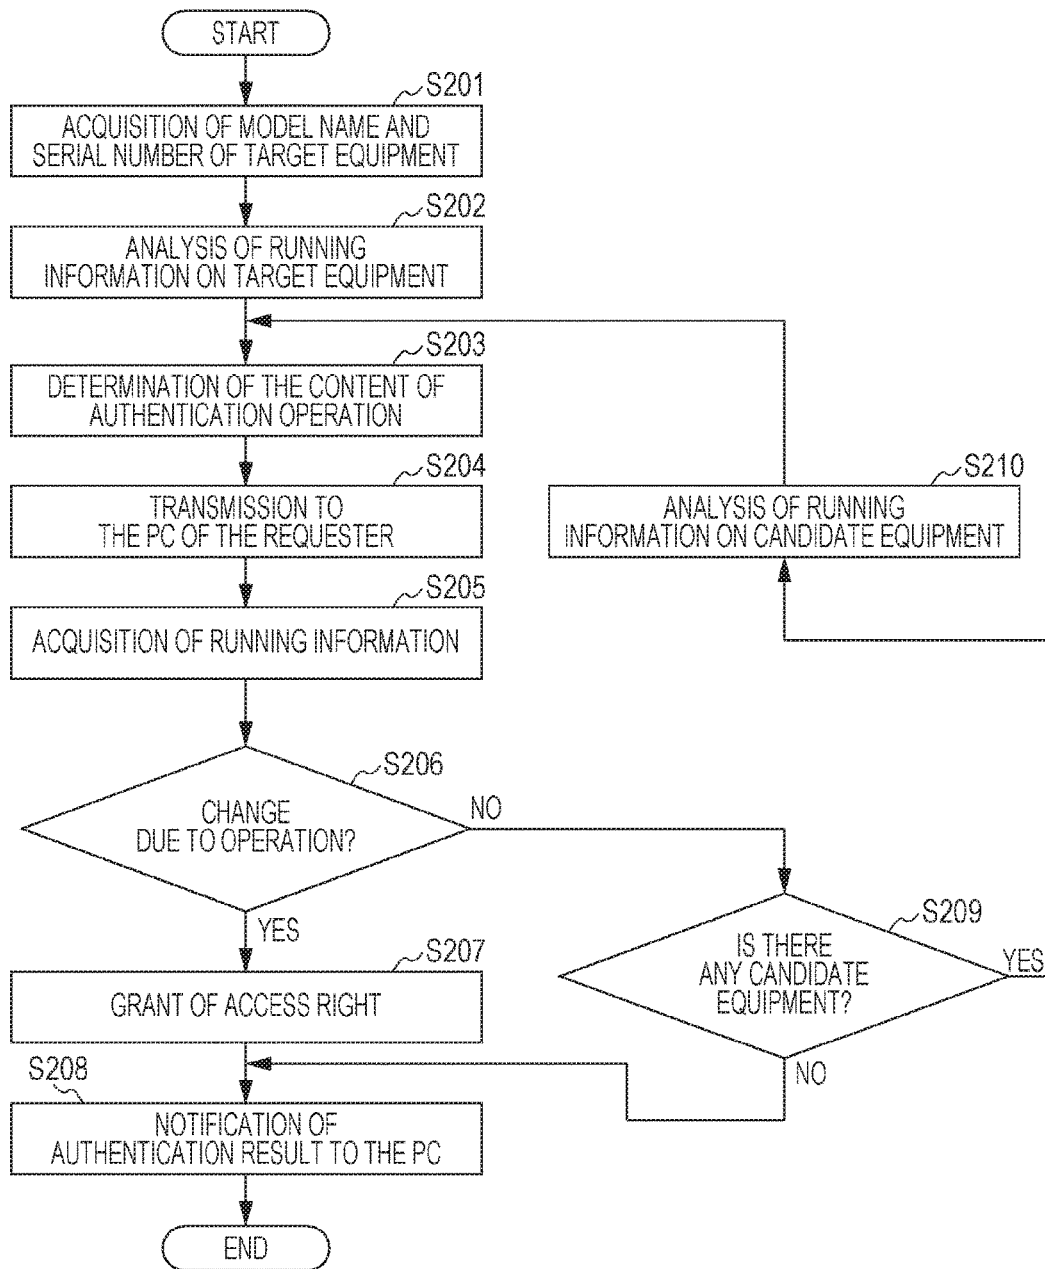 START
S201
ACQUISITION OF MODEL NAME AND
SERIAL NUMBER OF TARGET EQUIPMENT
S202
ANALYSIS OF RUNNING
INFORMATION ON TARGET EQUIPMENT
S203
DETERMINATION OF THE CONTENT OF
AUTHENTICATION OPERATION
S204
TRANSMISSION TO
THE PC OF THE REQUESTER
S210
ANALYSIS OF RUNNING
INFORMATION ON CANDIDATE EQUIPMENT
S205
ACQUISITION OF RUNNING INFORMATION
S206
CHANGE
DUE TO OPERATION?
NO
YES
S209
IS THERE
ANY CANDIDATE
EQUIPMENT?
YES
NO
S207
GRANT OF ACCESS RIGHT
S208
NOTIFICATION OF
AUTHENTICATION RESULT TO THE PC
END